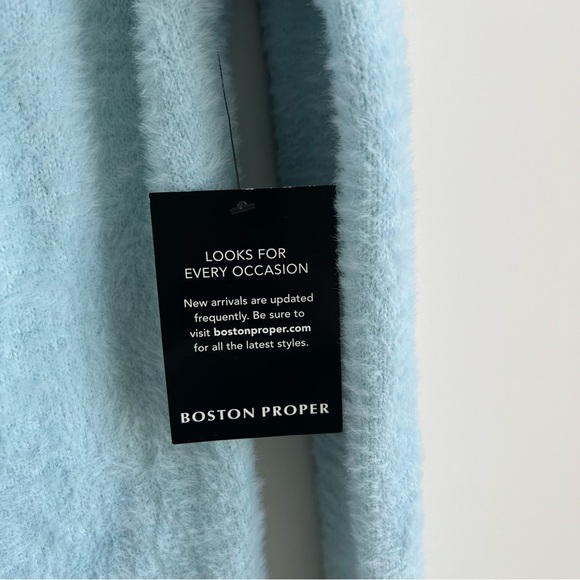 LOOKS FOR
EVERY OCCASION
New arrivals are updated
frequently. Be sure to
visit bostonproper.com
for all the latest styles.
BOSTON PROPER